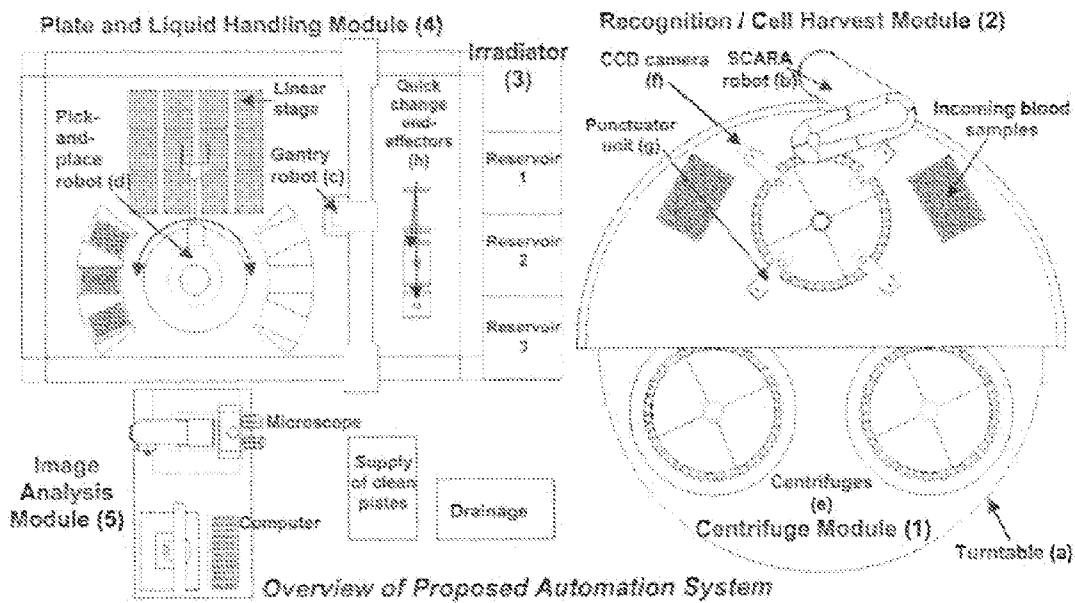 Plate and Liquid Handling Module (4)
Recognition / Cell Harvest Module (2)
Irradiator
(3)
CCD camera
(f)
SCARA
robot (b)
Linear
stage
Quick
change
end-
effectors
(h)
Pick-
and-
place
robot (d)
Gantry
robot (c)
Punctuator
unit (g)
Incoming blood
samples
Reservoir
1
Reservoir
2
Reservoir
3
Microscope
Image
Analysis
Module (5)
Supply
of clean
plates
Computer
Drainage
Centrifuges
(e)
Centrifuge Module (1)
Turntable (a)
Overview of Proposed Automation System